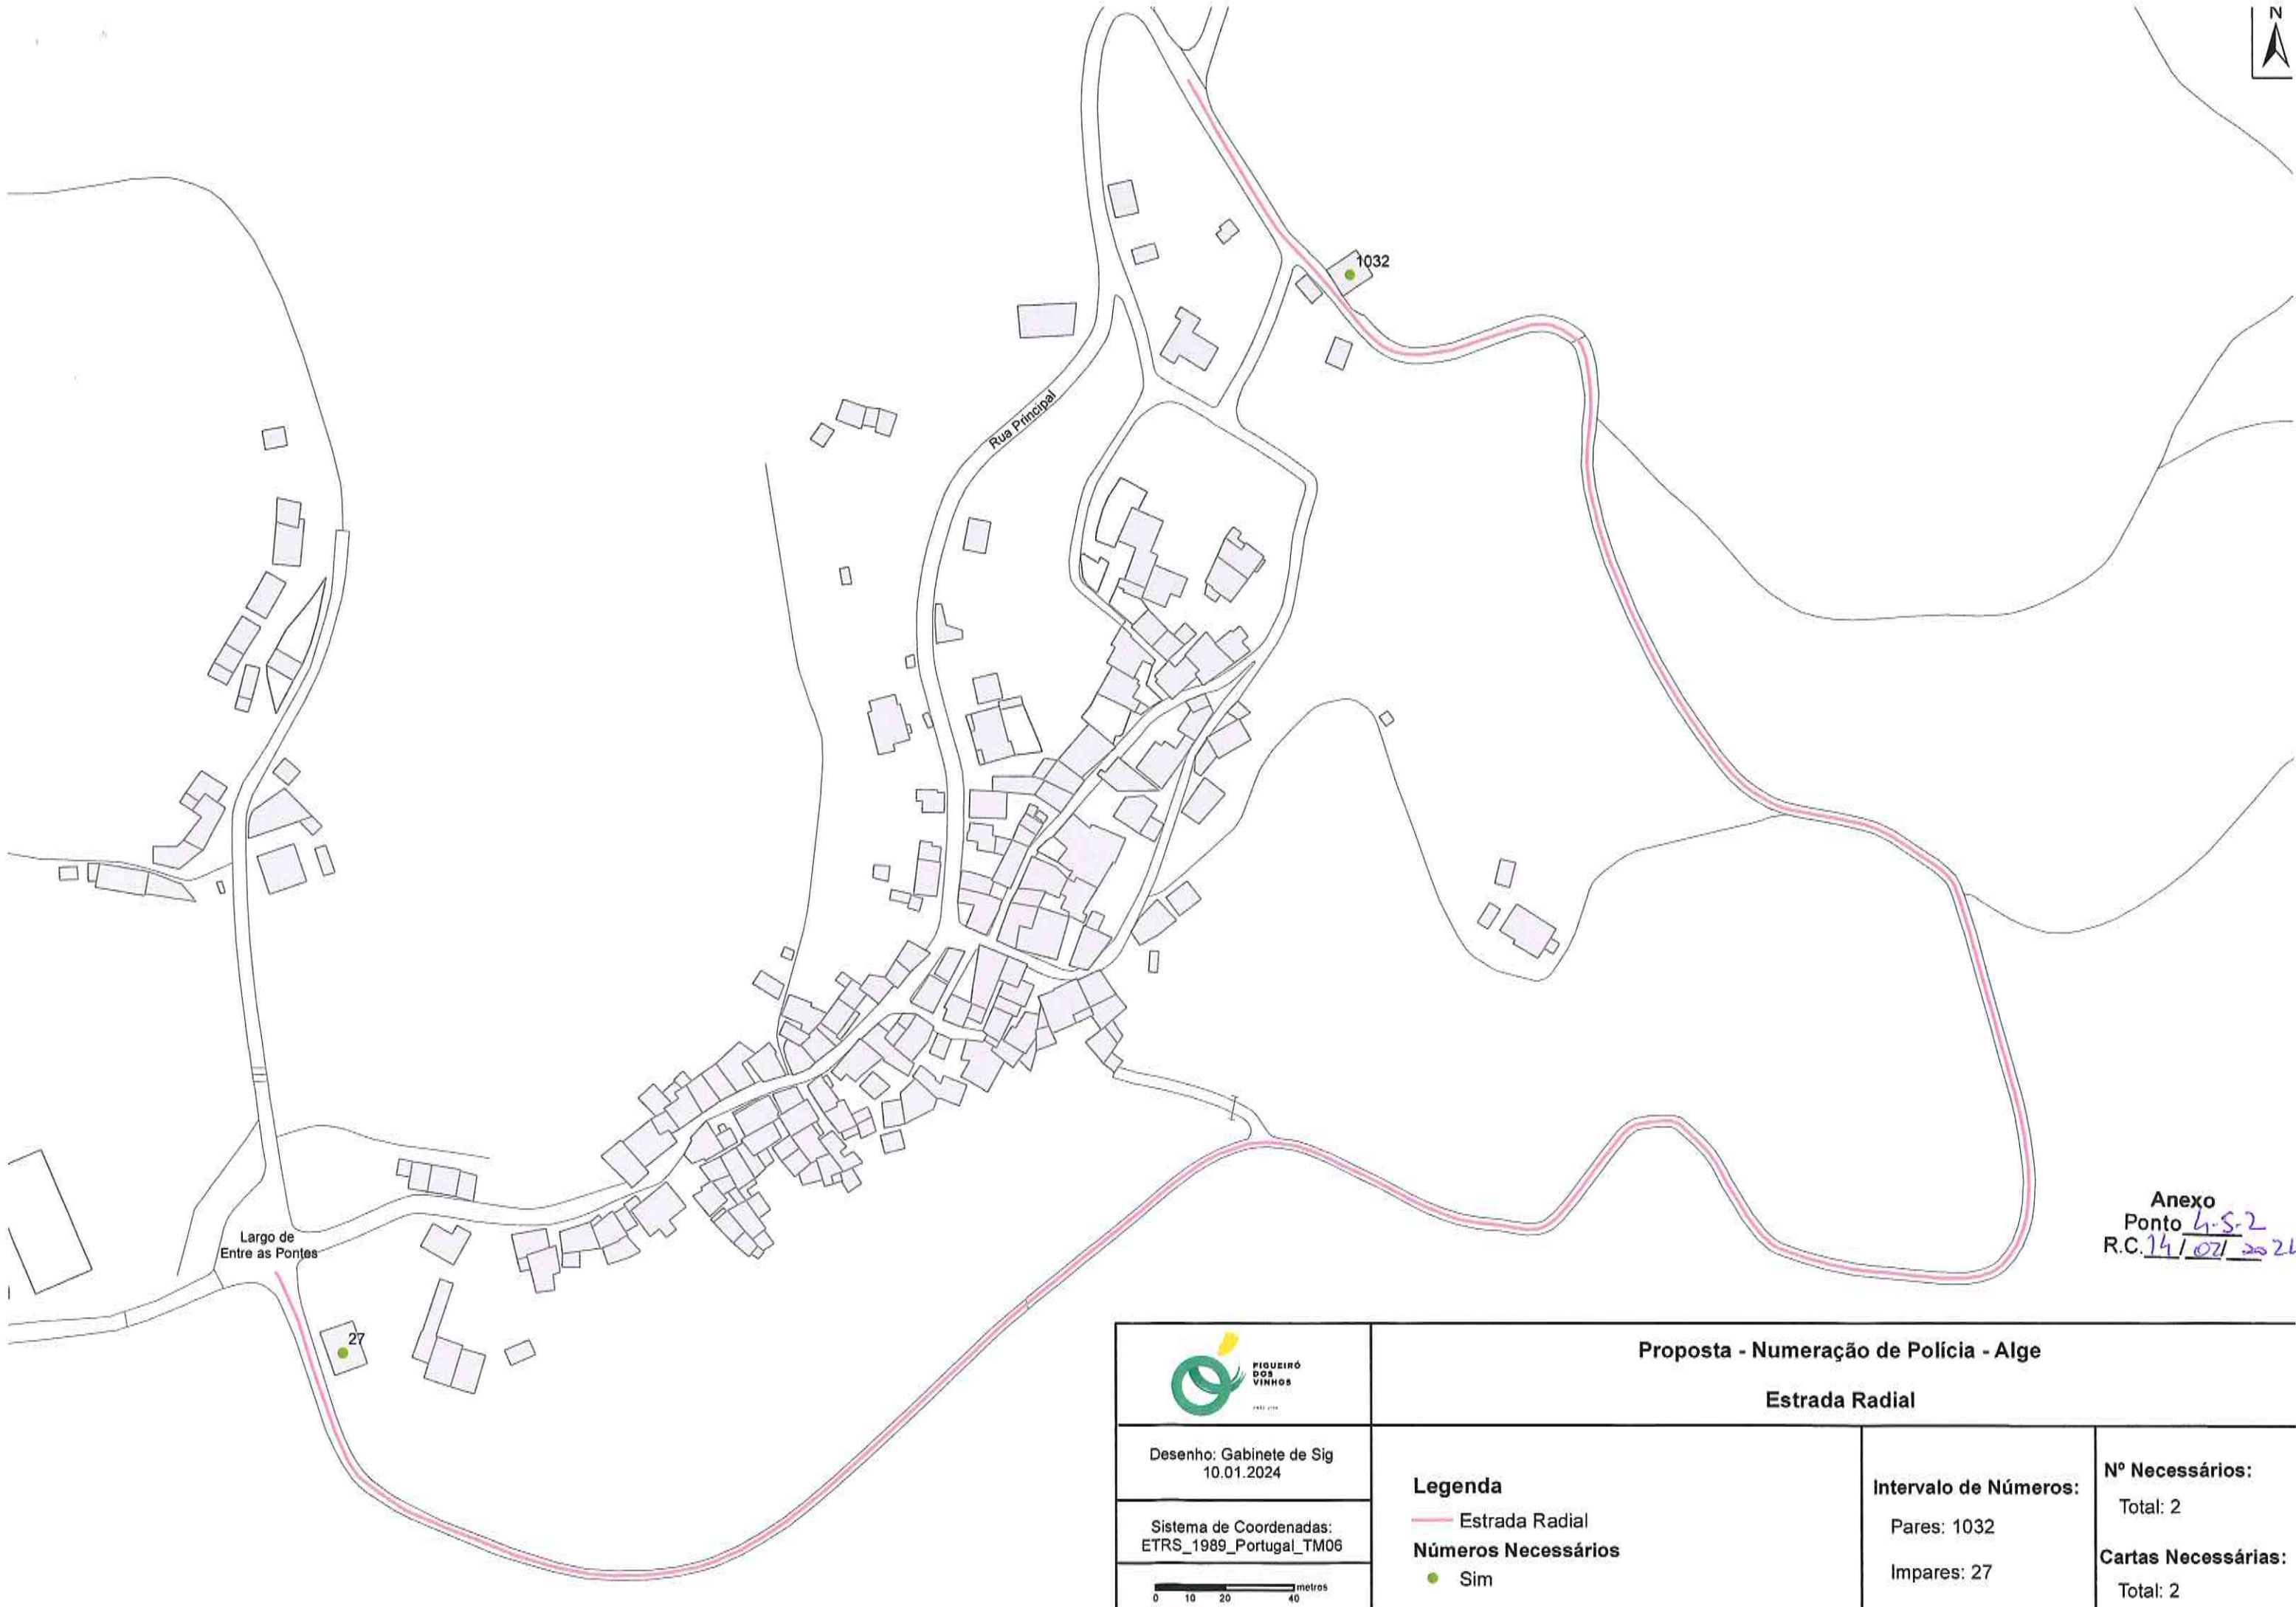 N
1032
Rua Principal
Largo de
Entre as Pontes
27
Anexo
Ponto 4.5.2
R.C. 14/02/202
FIGUEIRÓ
DOS
VINHOS
Proposta - Numeração de Polícia - Alge
Estrada Radial
Desenho: Gabinete de Sig
10.01.2024
Sistema de Coordenadas:
ETRS_1989_Portugal_TM06
metros
0 10 20 40
Legenda
Estrada Radial
Números Necessários
Sim
Intervalo de Números:
Pares: 1032
Impares: 27
Nº Necessários:
Total: 2
Cartas Necessárias:
Total: 2